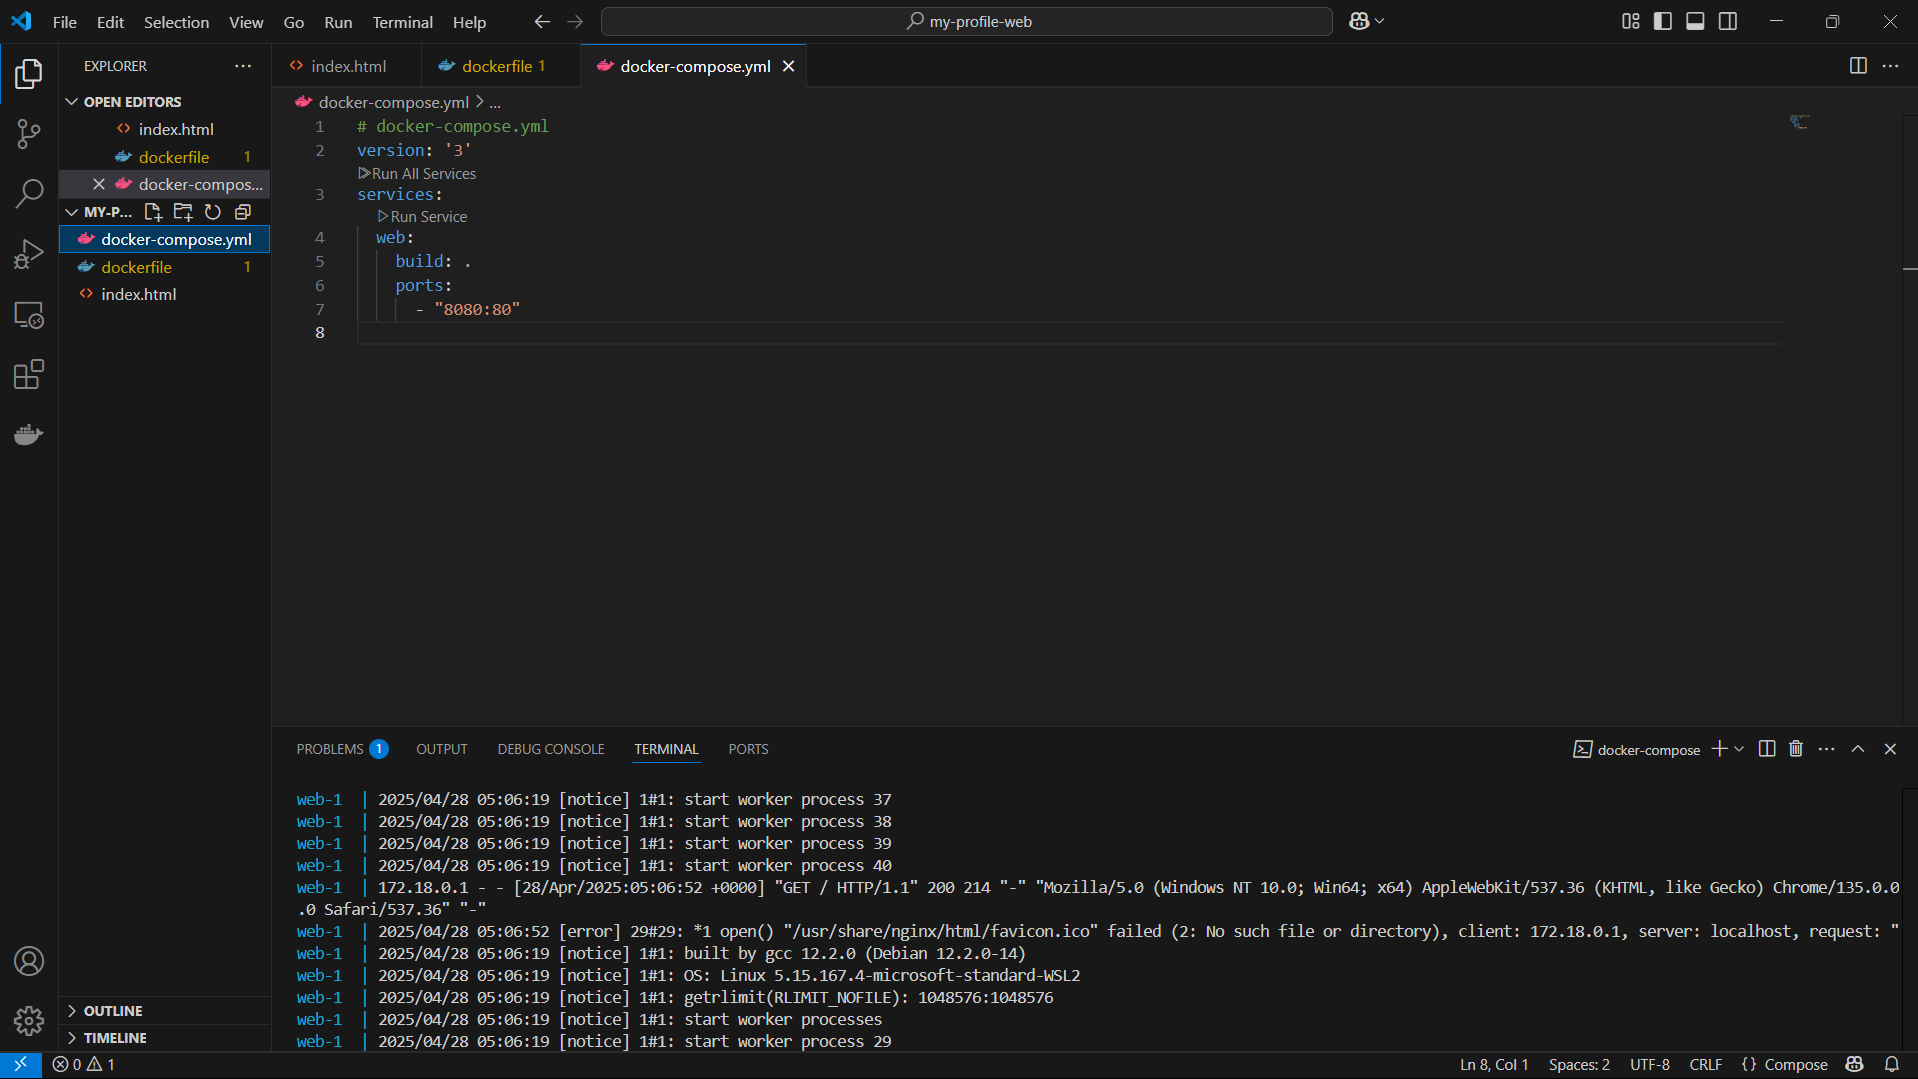 File Edit Selection View Go Run Terminal Help
my-profile-web
EXPLORER
OPEN EDITORS
index.html
dockerfile 1
docker-compos...
MY-P...
docker-compose.yml
dockerfile 1
index.html
OUTLINE
TIMELINE
index.html
dockerfile 1
docker-compose.yml
docker-compose.yml > ...
1 # docker-compose.yml
2 version: '3'
Run All Services
3 services:
Run Service
4 web:
5 build: .
6 ports:
7 - "8080:80"
8
PROBLEMS 1 OUTPUT DEBUG CONSOLE TERMINAL PORTS
docker-compose
web-1 | 2025/04/28 05:06:19 [notice] 1#1: start worker process 37
web-1 | 2025/04/28 05:06:19 [notice] 1#1: start worker process 38
web-1 | 2025/04/28 05:06:19 [notice] 1#1: start worker process 39
web-1 | 2025/04/28 05:06:19 [notice] 1#1: start worker process 40
web-1 | 172.18.0.1 - - [28/Apr/2025:05:06:52 +0000] "GET / HTTP/1.1" 200 214 "-" "Mozilla/5.0 (Windows NT 10.0; Win64; x64) AppleWebKit/537.36 (KHTML, like Gecko) Chrome/135.0.0
.0 Safari/537.36" "-"
web-1 | 2025/04/28 05:06:52 [error] 29#29: *1 open() "/usr/share/nginx/html/favicon.ico" failed (2: No such file or directory), client: 172.18.0.1, server: localhost, request: "
web-1 | 2025/04/28 05:06:19 [notice] 1#1: built by gcc 12.2.0 (Debian 12.2.0-14)
web-1 | 2025/04/28 05:06:19 [notice] 1#1: OS: Linux 5.15.167.4-microsoft-standard-WSL2
web-1 | 2025/04/28 05:06:19 [notice] 1#1: getrlimit(RLIMIT_NOFILE): 1048576:1048576
web-1 | 2025/04/28 05:06:19 [notice] 1#1: start worker processes
web-1 | 2025/04/28 05:06:19 [notice] 1#1: start worker process 29
0 1
Ln 8, Col 1 Spaces: 2 UTF-8 CRLF {} Compose